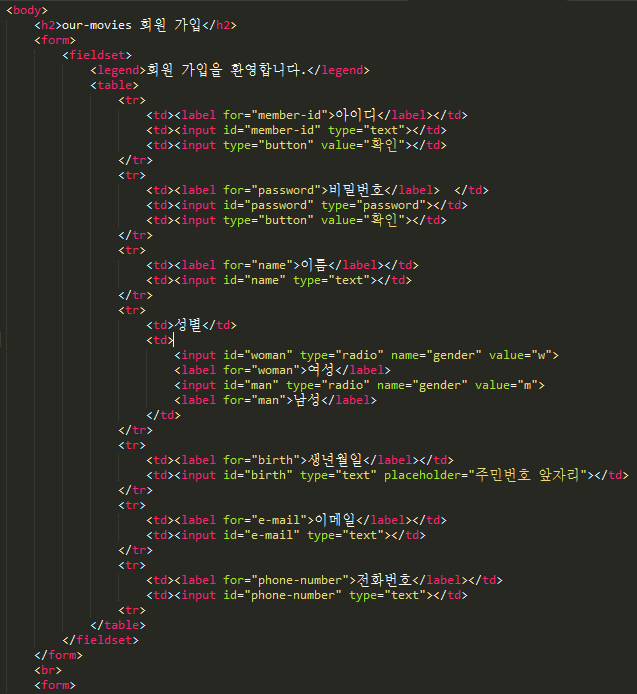 <body>
<h2>our-movies 회원 가입</h2>
<form>
<fieldset>
<legend>회원 가입을 환영합니다.</legend>
<table>
<tr>
<td><label for="member-id">아이디</label></td>
<td><input id="member-id" type="text"></td>
<td><input type="button" value="확인"></td>
</tr>
<tr>
<td><label for="password">비밀번호</label>  </td>
<td><input id="password" type="password"></td>
<td><input type="button" value="확인"></td>
</tr>
<tr>
<td><label for="name">이름</label></td>
<td><input id="name" type="text"></td>
</tr>
<tr>
<td>성별</td>
<td>
<input id="woman" type="radio" name="gender" value="w">
<label for="woman">여성</label>
<input id="man" type="radio" name="gender" value="m">
<label for="man">남성</label>
</td>
</tr>
<tr>
<td><label for="birth">생년월일</label></td>
<td><input id="birth" type="text" placeholder="주민번호 앞자리"></td>
</tr>
<tr>
<td><label for="e-mail">이메일</label></td>
<td><input id="e-mail" type="text"></td>
</tr>
<tr>
<td><label for="phone-number">전화번호</label></td>
<td><input id="phone-number" type="text"></td>
<tr>
</table>
</fieldset>
</form>
<br>
<form>